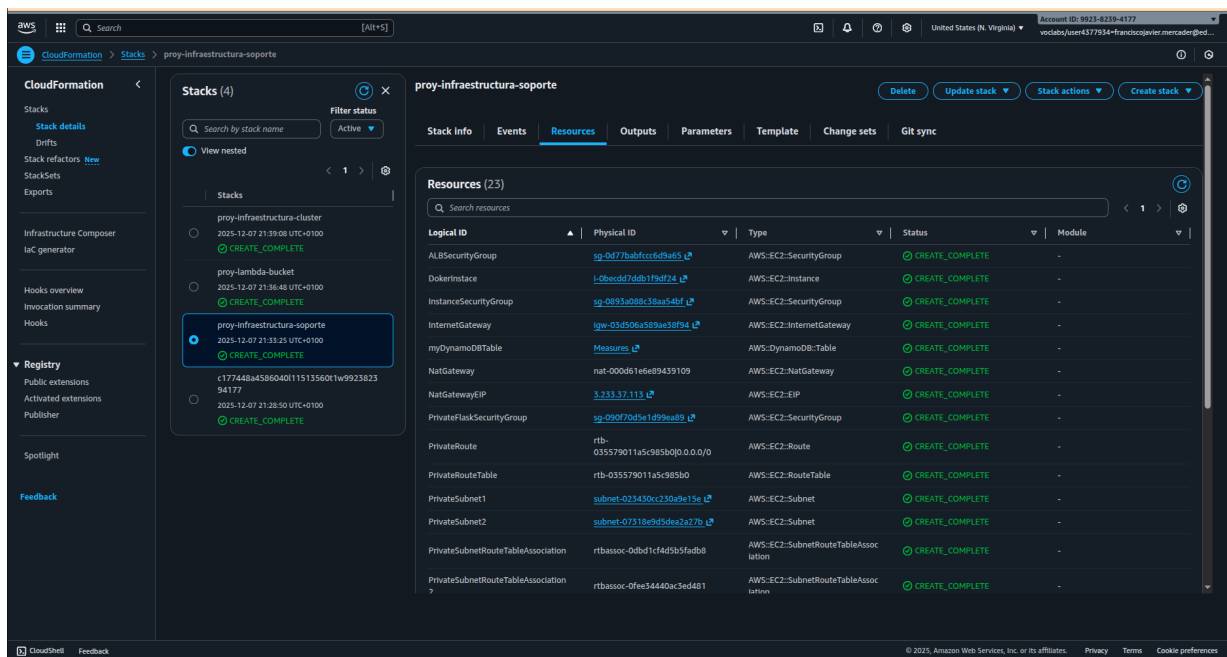 aws
Search [Alt+S]
United States (N. Virginia)
Account ID: 9923-8239-4177
voclabs/user4377934=franciscojavier.mercader@ed...
CloudFormation > Stacks > proy-infraestructura-soporte
CloudFormation
Stacks
Stack details
Drifts
Stack refactors New
StackSets
Exports
Infrastructure Composer
IaC generator
Hooks overview
Invocation summary
Hooks
Registry
Public extensions
Activated extensions
Publisher
Spotlight
Feedback
Stacks (4)
Filter status
Search by stack name
Active
View nested
1
Stacks
proy-infraestructura-cluster
2025-12-07 21:39:08 UTC+0100
CREATE_COMPLETE
proy-lambda-bucket
2025-12-07 21:36:48 UTC+0100
CREATE_COMPLETE
proy-infraestructura-soporte
2025-12-07 21:33:25 UTC+0100
CREATE_COMPLETE
c177448a4586040l11513560t1w9923823
94177
2025-12-07 21:28:50 UTC+0100
CREATE_COMPLETE
proy-infraestructura-soporte
Delete Update stack Stack actions Create stack
Stack info Events Resources Outputs Parameters Template Change sets Git sync
Resources (23)
Search resources
1
Logical ID Physical ID Type Status Module
ALBSecurityGroup sg-0d77babfccc6d9a65 AWS::EC2::SecurityGroup CREATE_COMPLETE -
DokerInstace i-0becdd7ddb1f9df24 AWS::EC2::Instance CREATE_COMPLETE -
InstanceSecurityGroup sg-0893a088c38aa54bf AWS::EC2::SecurityGroup CREATE_COMPLETE -
InternetGateway igw-03d506a589ae38f94 AWS::EC2::InternetGateway CREATE_COMPLETE -
myDynamoDBTable Measures AWS::DynamoDB::Table CREATE_COMPLETE -
NatGateway nat-000d61e6e89439109 AWS::EC2::NatGateway CREATE_COMPLETE -
NatGatewayEIP 3.233.37.113 AWS::EC2::EIP CREATE_COMPLETE -
PrivateFlaskSecurityGroup sg-090f70d5e1d99ea89 AWS::EC2::SecurityGroup CREATE_COMPLETE -
PrivateRoute rtb-
035579011a5c985b0|0.0.0.0/0 AWS::EC2::Route CREATE_COMPLETE -
PrivateRouteTable rtb-035579011a5c985b0 AWS::EC2::RouteTable CREATE_COMPLETE -
PrivateSubnet1 subnet-023430cc230a9e15e AWS::EC2::Subnet CREATE_COMPLETE -
PrivateSubnet2 subnet-07318e9d5dea2a27b AWS::EC2::Subnet CREATE_COMPLETE -
PrivateSubnetRouteTableAssociation rtbassoc-0dbd1cf4d5b5fadb8 AWS::EC2::SubnetRouteTableAssoc
iation CREATE_COMPLETE -
PrivateSubnetRouteTableAssociation
2 rtbassoc-0fee34440ac3ed481 AWS::EC2::SubnetRouteTableAssoc
iation CREATE_COMPLETE -
CloudShell Feedback
© 2025, Amazon Web Services, Inc. or its affiliates. Privacy Terms Cookie preferences